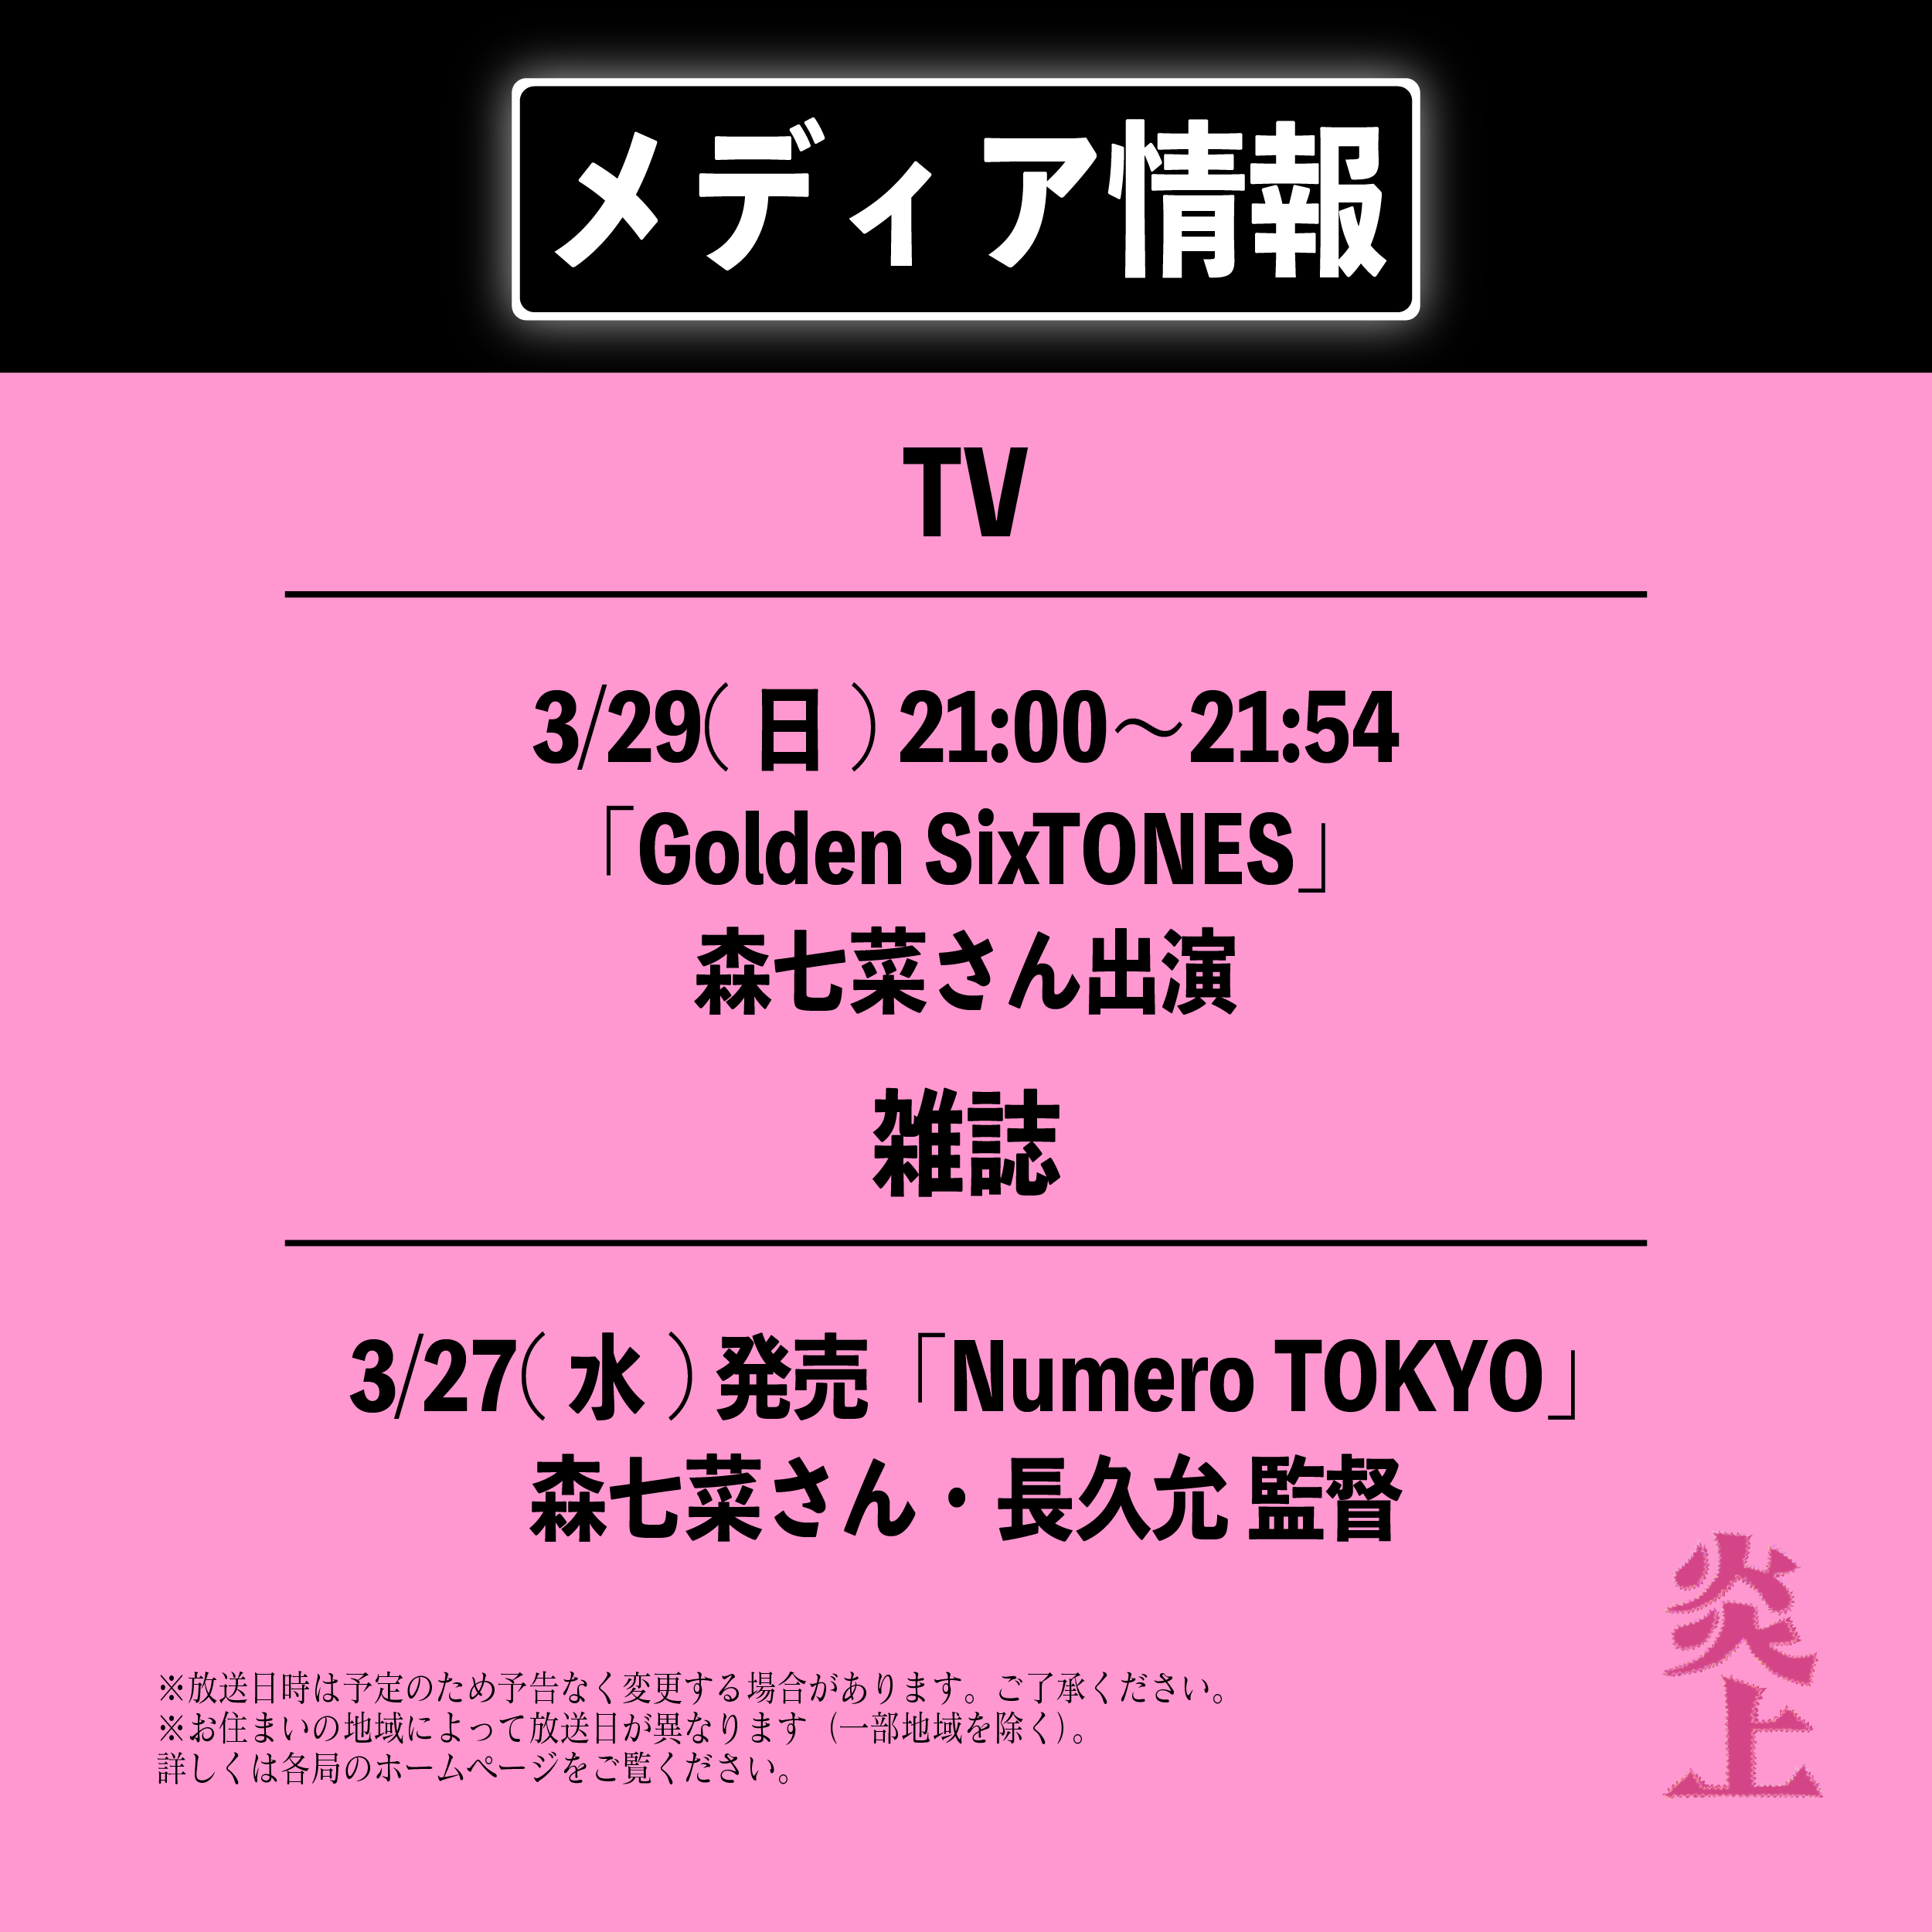 メディア情報
TV
3/29(日)21:00〜21:54
「Golden SixTONES」
森七菜さん出演
雑誌
3/27(水)発売「Numero TOKYO」
森七菜さん・長久允 監督
※放送日時は予定のため予告なく変更する場合があります。ご了承ください。
※お住まいの地域によって放送日が異なります（一部地域を除く）。
詳しくは各局のホームページをご覧ください。
炎上